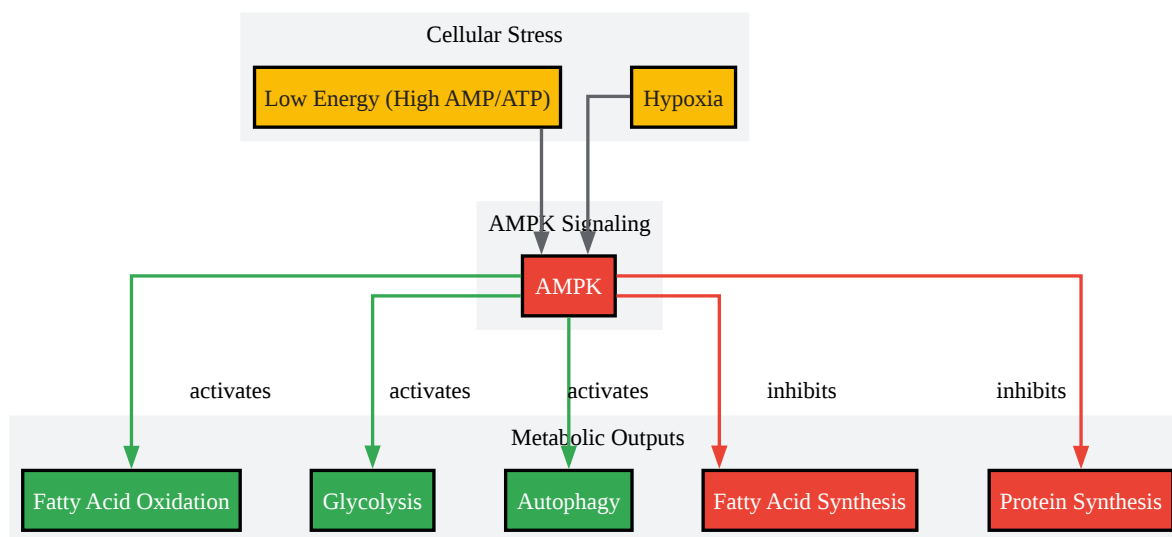 Cellular Stress
Low Energy (High AMP/ATP)
Hypoxia
AMPK Signaling
AMPK
activates
activates
activates
inhibits
inhibits
Metabolic Outputs
Fatty Acid Oxidation
Glycolysis
Autophagy
Fatty Acid Synthesis
Protein Synthesis